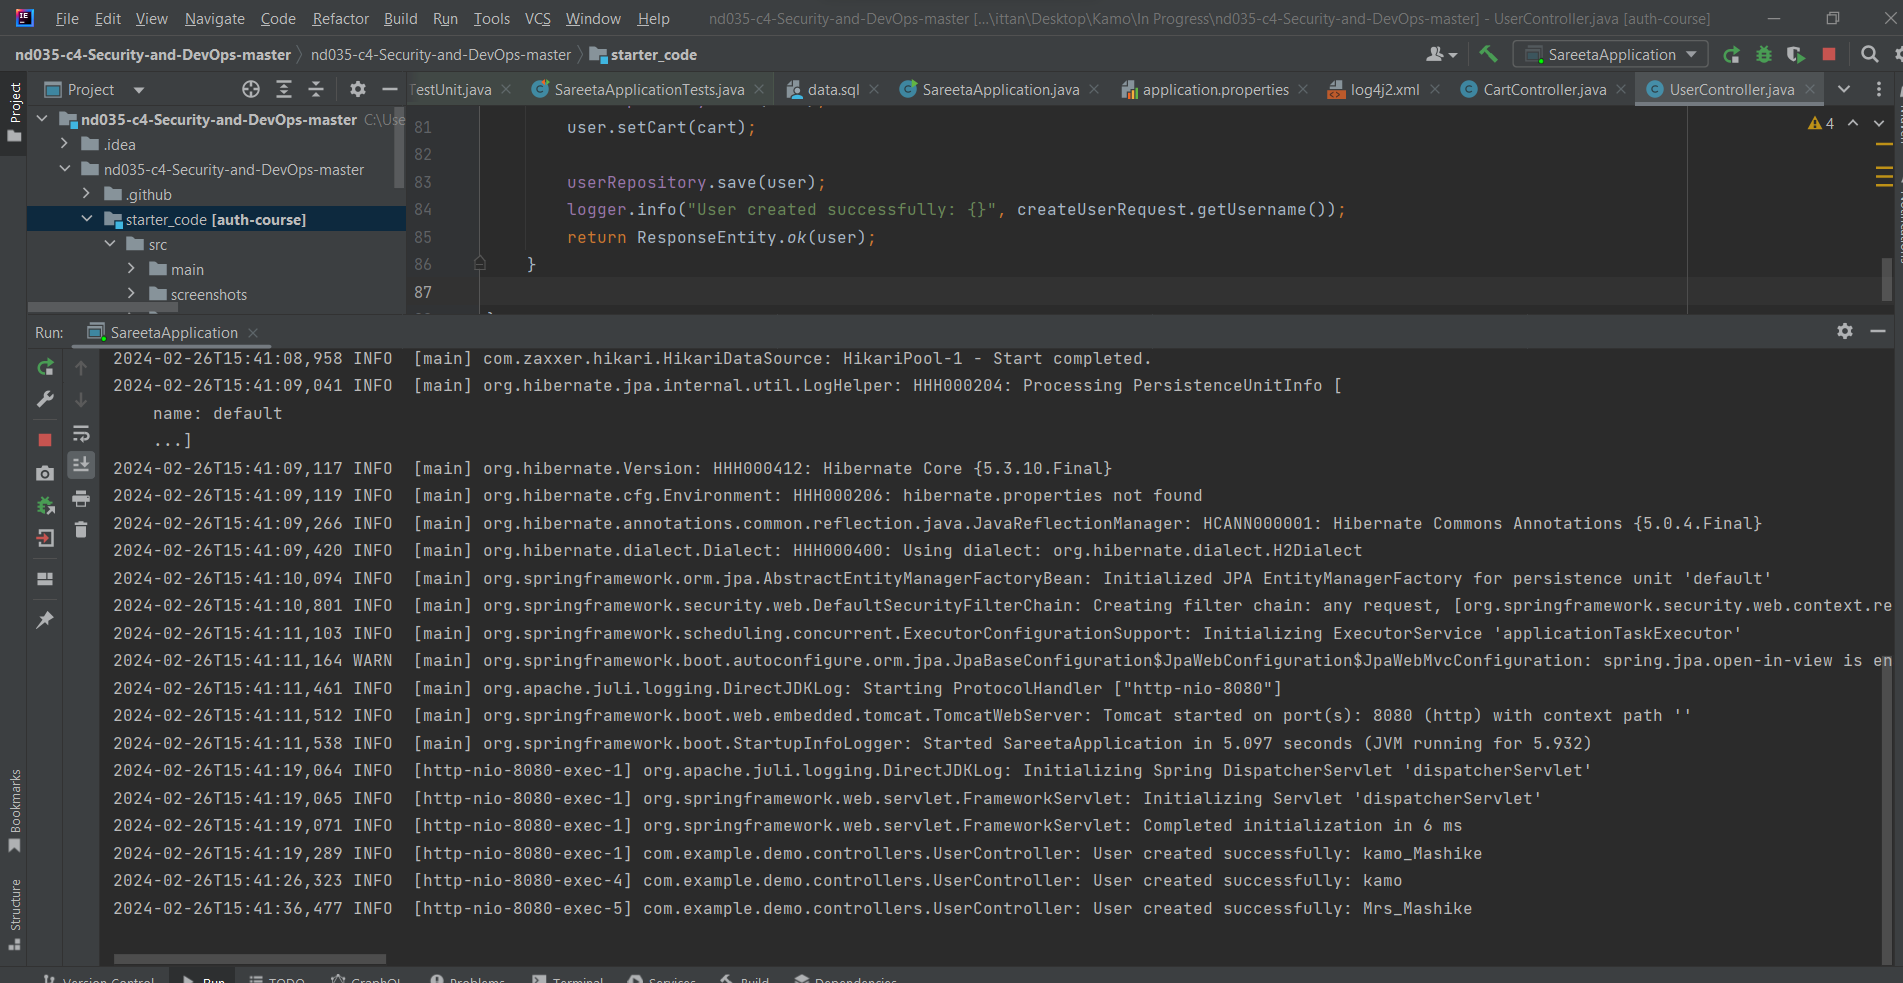 File Edit View Navigate Code Refactor Build Run Tools VCS Window Help nd035-c4-Security-and-DevOps-master [...\ittan\Desktop\Kamo\In Progress\nd035-c4-Security-and-DevOps-master] - UserController.java [auth-course]
nd035-c4-Security-and-DevOps-master nd035-c4-Security-and-DevOps-master starter_code SareetaApplication
Project
Project TestUnit.java SareetaApplicationTests.java data.sql SareetaApplication.java application.properties log4j2.xml CartController.java UserController.java
nd035-c4-Security-and-DevOps-master C:\Use
.idea
nd035-c4-Security-and-DevOps-master
.github
starter_code [auth-course]
src
main
screenshots
4
81 user.setCart(cart);
82
83 userRepository.save(user);
84 logger.info("User created successfully: {}", createUserRequest.getUsername());
85 return ResponseEntity.ok(user);
86 }
87
Run: SareetaApplication
2024-02-26T15:41:08,958 INFO [main] com.zaxxer.hikari.HikariDataSource: HikariPool-1 - Start completed.
2024-02-26T15:41:09,041 INFO [main] org.hibernate.jpa.internal.util.LogHelper: HHH000204: Processing PersistenceUnitInfo [
name: default
...]
2024-02-26T15:41:09,117 INFO [main] org.hibernate.Version: HHH000412: Hibernate Core {5.3.10.Final}
2024-02-26T15:41:09,119 INFO [main] org.hibernate.cfg.Environment: HHH000206: hibernate.properties not found
2024-02-26T15:41:09,266 INFO [main] org.hibernate.annotations.common.reflection.java.JavaReflectionManager: HCANN000001: Hibernate Commons Annotations {5.0.4.Final}
2024-02-26T15:41:09,420 INFO [main] org.hibernate.dialect.Dialect: HHH000400: Using dialect: org.hibernate.dialect.H2Dialect
2024-02-26T15:41:10,094 INFO [main] org.springframework.orm.jpa.AbstractEntityManagerFactoryBean: Initialized JPA EntityManagerFactory for persistence unit 'default'
2024-02-26T15:41:10,801 INFO [main] org.springframework.security.web.DefaultSecurityFilterChain: Creating filter chain: any request, [org.springframework.security.web.context.re
2024-02-26T15:41:11,103 INFO [main] org.springframework.scheduling.concurrent.ExecutorConfigurationSupport: Initializing ExecutorService 'applicationTaskExecutor'
2024-02-26T15:41:11,164 WARN [main] org.springframework.boot.autoconfigure.orm.jpa.JpaBaseConfiguration$JpaWebConfiguration$JpaWebMvcConfiguration: spring.jpa.open-in-view is en
2024-02-26T15:41:11,461 INFO [main] org.apache.juli.logging.DirectJDKLog: Starting ProtocolHandler ["http-nio-8080"]
2024-02-26T15:41:11,512 INFO [main] org.springframework.boot.web.embedded.tomcat.TomcatWebServer: Tomcat started on port(s): 8080 (http) with context path ''
2024-02-26T15:41:11,538 INFO [main] org.springframework.boot.StartupInfoLogger: Started SareetaApplication in 5.097 seconds (JVM running for 5.932)
2024-02-26T15:41:19,064 INFO [http-nio-8080-exec-1] org.apache.juli.logging.DirectJDKLog: Initializing Spring DispatcherServlet 'dispatcherServlet'
2024-02-26T15:41:19,065 INFO [http-nio-8080-exec-1] org.springframework.web.servlet.FrameworkServlet: Initializing Servlet 'dispatcherServlet'
2024-02-26T15:41:19,071 INFO [http-nio-8080-exec-1] org.springframework.web.servlet.FrameworkServlet: Completed initialization in 6 ms
2024-02-26T15:41:19,289 INFO [http-nio-8080-exec-1] com.example.demo.controllers.UserController: User created successfully: kamo_Mashike
2024-02-26T15:41:26,323 INFO [http-nio-8080-exec-4] com.example.demo.controllers.UserController: User created successfully: kamo
2024-02-26T15:41:36,477 INFO [http-nio-8080-exec-5] com.example.demo.controllers.UserController: User created successfully: Mrs_Mashike
Bookmarks
Structure
Version Control Run TODO GraphQL Problems Terminal Services Build Dependencies